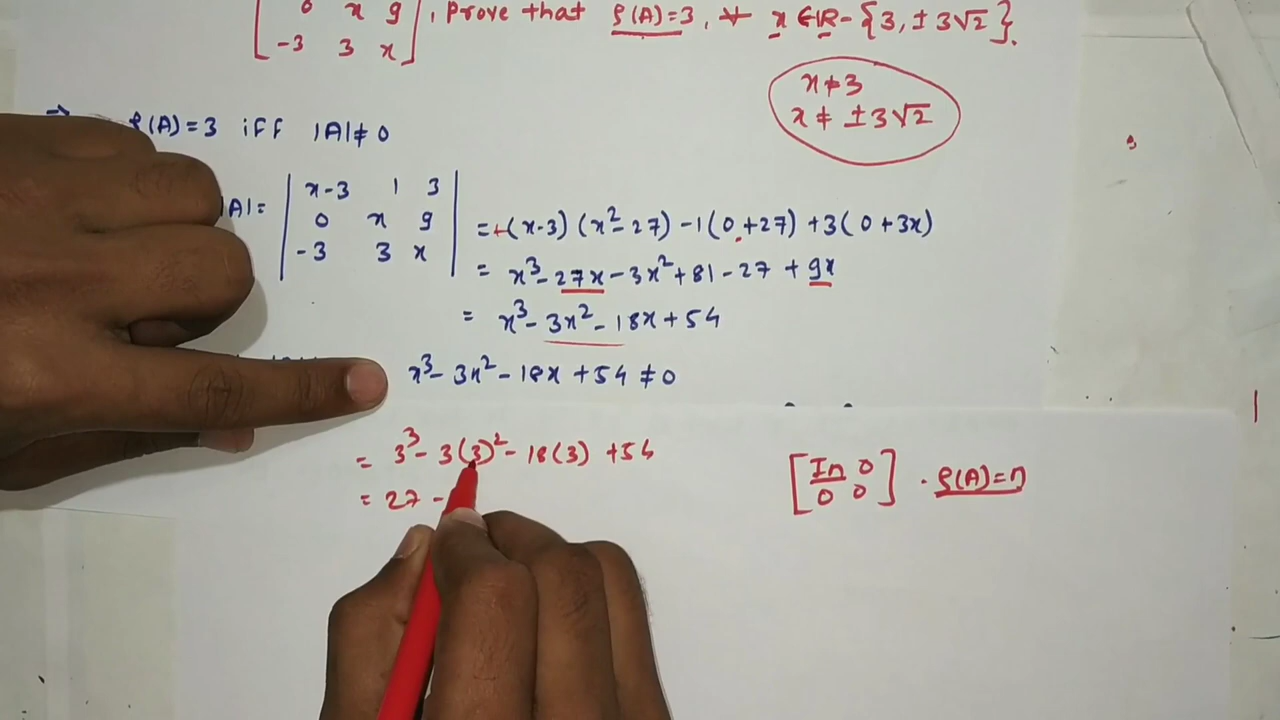 [ 0 x 9 ], Prove that ρ(A)=3, ∀ x ∈ IR - {3, ±3√2}.
-3 3 x
x ≠ 3
x ≠ ±3√2
⇒ ρ(A) = 3 iff |A| ≠ 0
|A| = | x-3 1 3 |
0 x 9
-3 3 x
= +(x-3) (x²-27) -1(0+27) +3(0+3x)
= x³ - 27x - 3x² + 81 - 27 + 9x
= x³ - 3x² - 18x + 54
x³ - 3x² - 18x + 54 ≠ 0
= 3³ - 3(3)² - 18(3) + 54
= 27 -
[ In 0 ] . ρ(A)=n
0 0